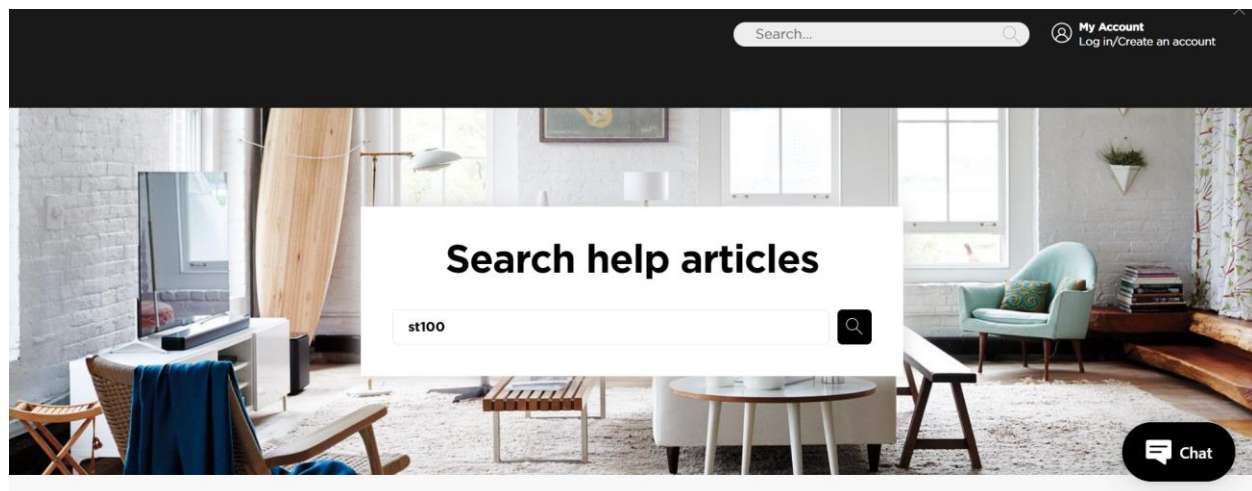 Search...
My Account
Log in/Create an account
Search help articles
st100
Chat